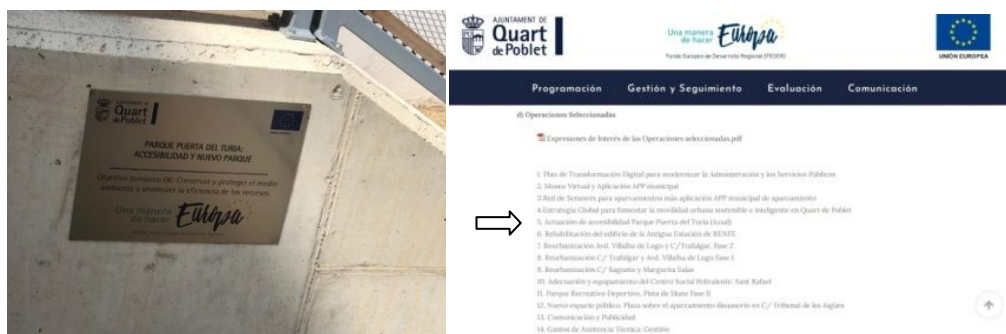 AJUNTAMENT DE
Quart
de Poblet
PARQUE PUERTA DEL TURIA:
ACCESIBILIDAD Y NUEVO PARQUE
Objetivo temático 06: Conservar y proteger el medio
ambiente y promover la eficiencia de los recursos.
Una manera
de hacer Europa
AJUNTAMENT DE
Quart
de Poblet
Una manera
de hacer Europa
Fondo Europeo de Desarrollo Regional (FEDER)
UNIÓN EUROPEA
Programación Gestión y Seguimiento Evaluación Comunicación
d) Operaciones Seleccionadas
Expresiones de Interés de las Operaciones seleccionadas.pdf
1. Plan de Transformación Digital para modernizar la Administración y los Servicios Públicos
2. Museo Virtual y Aplicación APP municipal
3.Red de Sensores para aparcamientos mas aplicación APP municipal de aparcamiento
4.Estrategia Global para fomentar la movilidad urbana sostenible e inteligente en Quart de Poblet
5. Actuación de accesibilidad Parque Puerta del Turia (Azud)
6. Rehabilitación del edificio de la Antigua Estación de RENFE
7. Reurbanización Avd. Villalba de Lugo y C/Trafalgar. Fase 2
8. Reurbanización C/ Trafalgar y Avd. Villalba de Lugo fase 1
9. Reurbanización C/ Sagunto y Margarita Salas
10. Adecuación y equipamiento del Centro Social Polivalente: Sant Rafael
11. Parque Recreativo Deportivo. Pista de Skate Fase II
12. Nuevo espacio público: Plaza sobre el aparcamiento disuasorio en C/ Tribunal de les Aigües
13. Comunicación y Publicidad
14. Gastos de Asistencia Técnica: Gestión